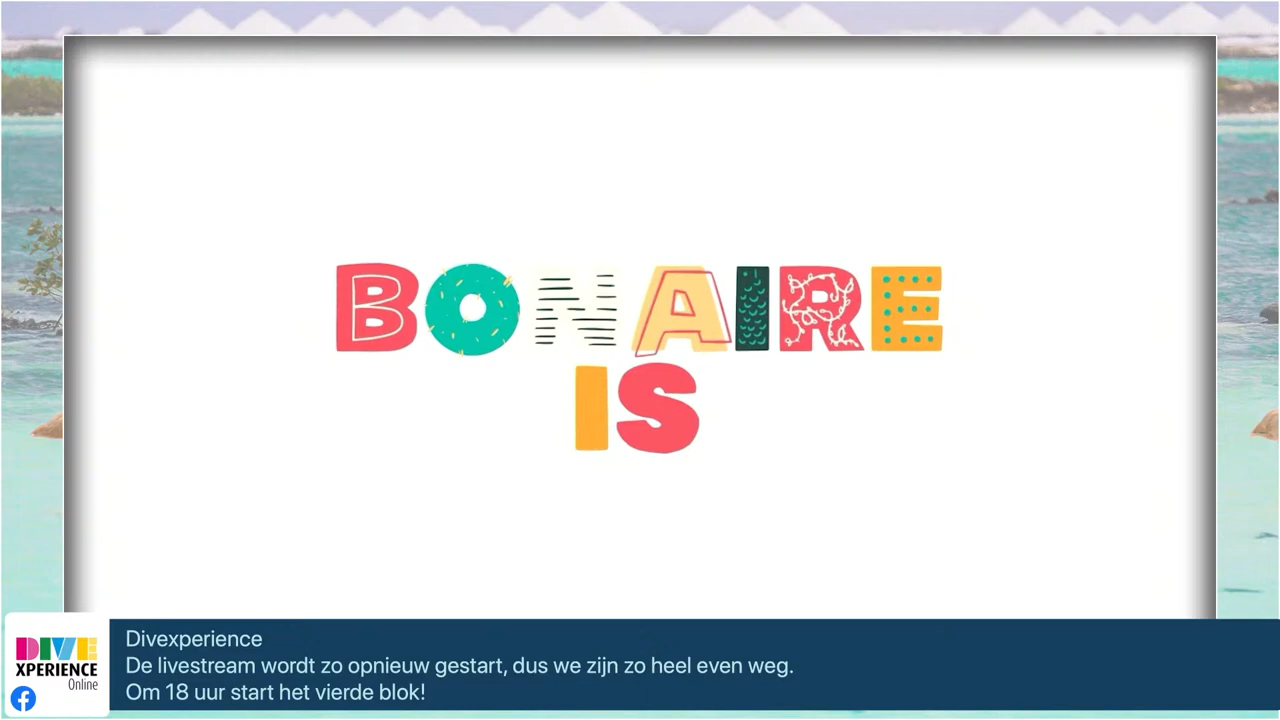 BONAIRE
IS
DIVE
XPERIENCE
Online
Divexperience
De livestream wordt zo opnieuw gestart, dus we zijn zo heel even weg.
Om 18 uur start het vierde blok!